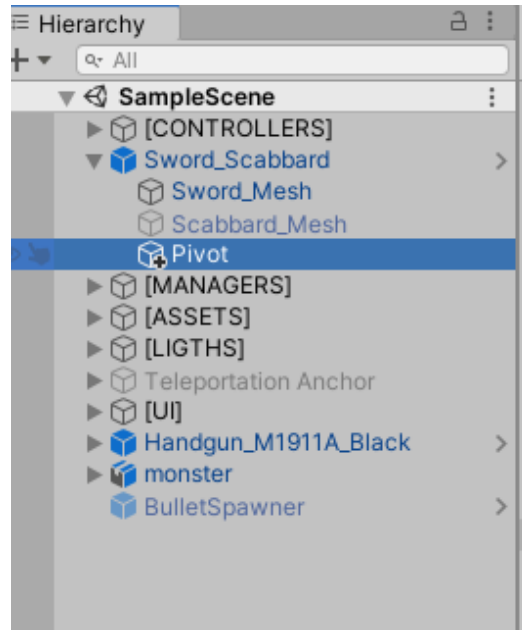 Hierarchy
All
SampleScene
[CONTROLLERS]
Sword_Scabbard
Sword_Mesh
Scabbard_Mesh
Pivot
[MANAGERS]
[ASSETS]
[LIGTHS]
Teleportation Anchor
[UI]
Handgun_M1911A_Black
monster
BulletSpawner